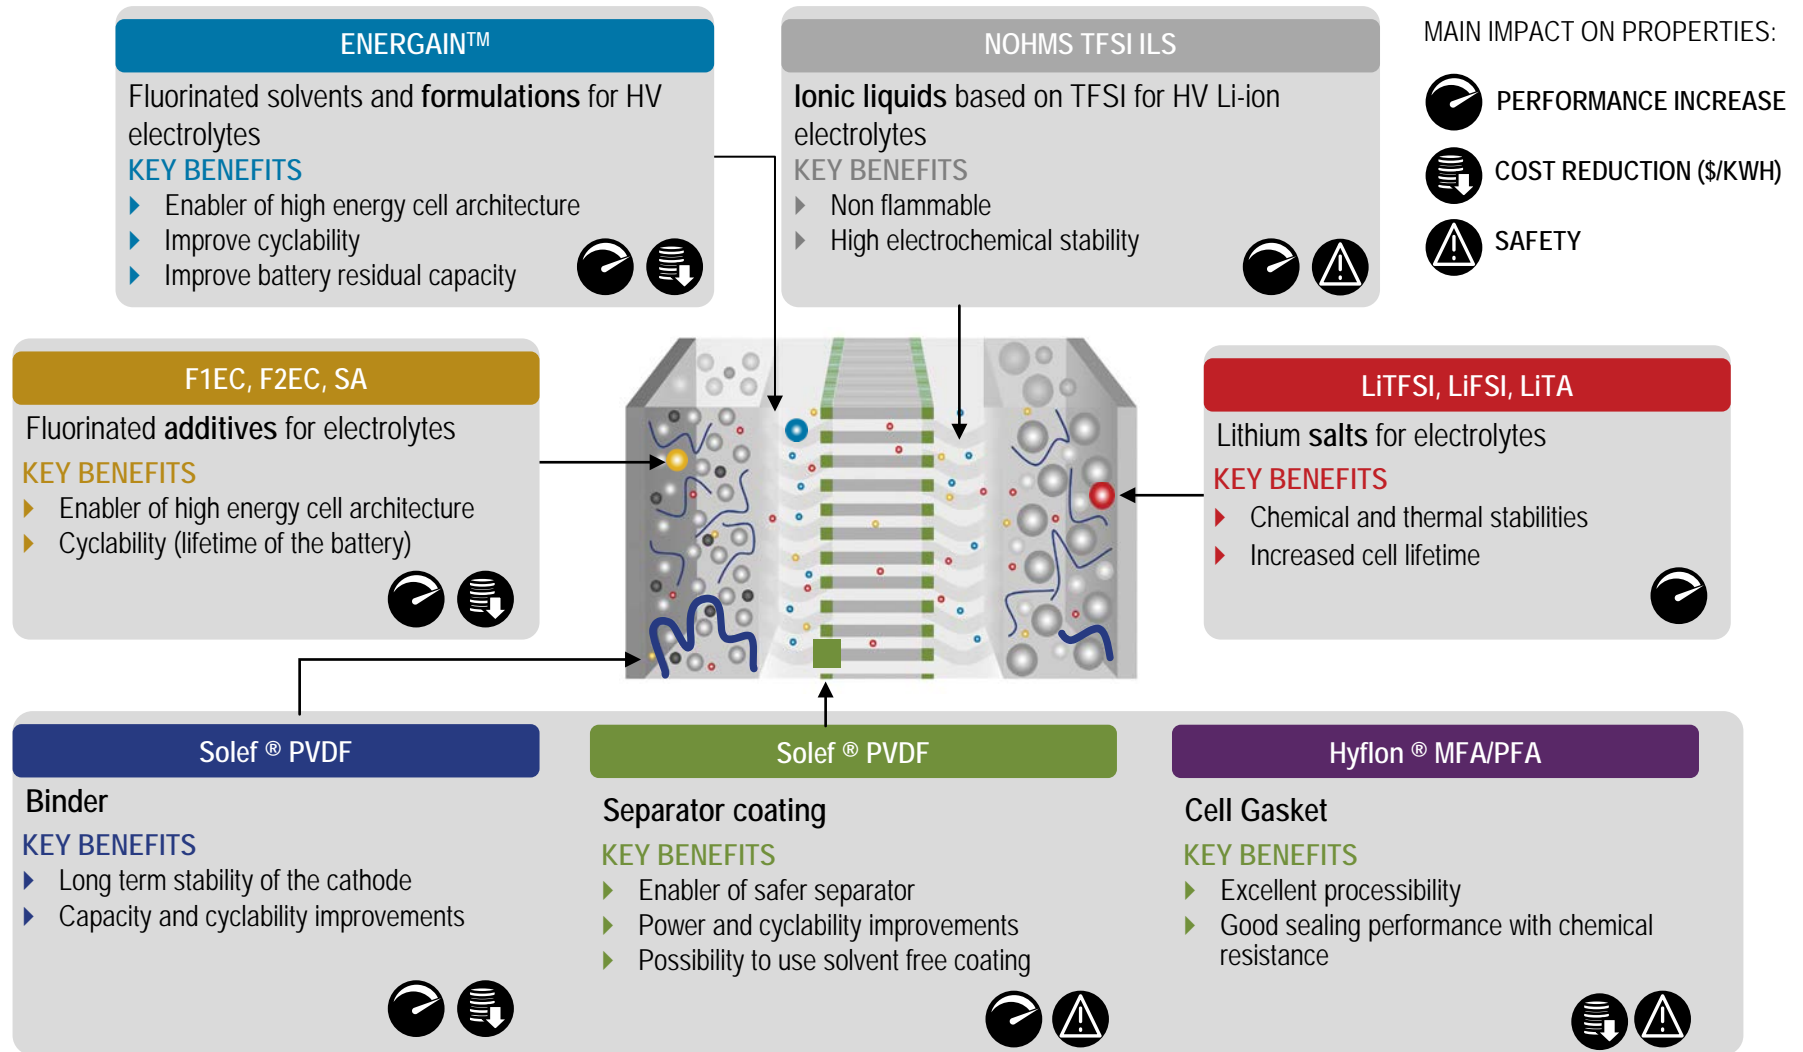 ENERGAIN™
Fluorinated solvents and formulations for HV
electrolytes
KEY BENEFITS
Enabler of high energy cell architecture
Improve cyclability
Improve battery residual capacity
NOHMS TFSI ILS
Ionic liquids based on TFSI for HV Li-ion
electrolytes
KEY BENEFITS
Non flammable
High electrochemical stability
MAIN IMPACT ON PROPERTIES:
PERFORMANCE INCREASE
COST REDUCTION ($/KWH)
SAFETY
F1EC, F2EC, SA
Fluorinated additives for electrolytes
KEY BENEFITS
Enabler of high energy cell architecture
Cyclability (lifetime of the battery)
LiTFSI, LiFSI, LiTA
Lithium salts for electrolytes
KEY BENEFITS
Chemical and thermal stabilities
Increased cell lifetime
Solef ® PVDF
Binder
KEY BENEFITS
Long term stability of the cathode
Capacity and cyclability improvements
Solef ® PVDF
Separator coating
KEY BENEFITS
Enabler of safer separator
Power and cyclability improvements
Possibility to use solvent free coating
Hyflon ® MFA/PFA
Cell Gasket
KEY BENEFITS
Excellent processibility
Good sealing performance with chemical
resistance